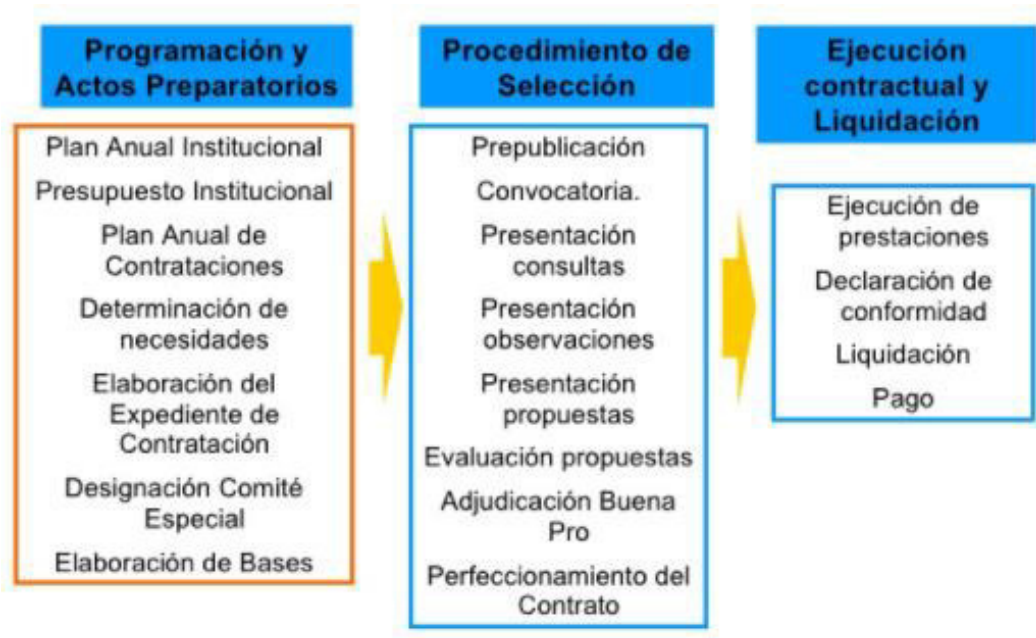 Programación y
Actos Preparatorios
Plan Anual Institucional
Presupuesto Institucional
Plan Anual de
Contrataciones
Determinación de
necesidades
Elaboración del
Expediente de
Contratación
Designación Comité
Especial
Elaboración de Bases
Procedimiento de
Selección
Prepublicación
Convocatoria.
Presentación
consultas
Presentación
observaciones
Presentación
propuestas
Evaluación propuestas
Adjudicación Buena
Pro
Perfeccionamiento del
Contrato
Ejecución
contractual y
Liquidación
Ejecución de
prestaciones
Declaración de
conformidad
Liquidación
Pago